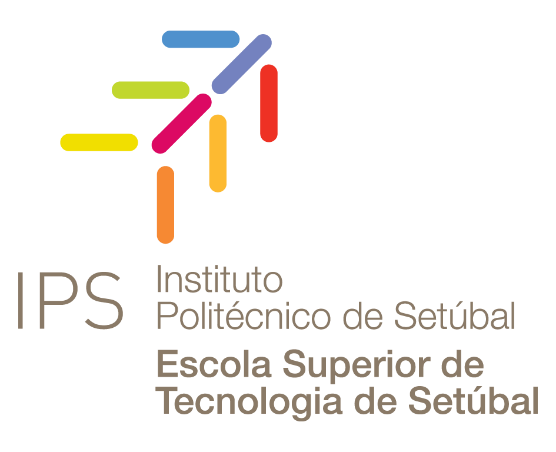 IPS
Instituto
Politécnico de Setúbal
Escola Superior de
Tecnologia de Setúbal